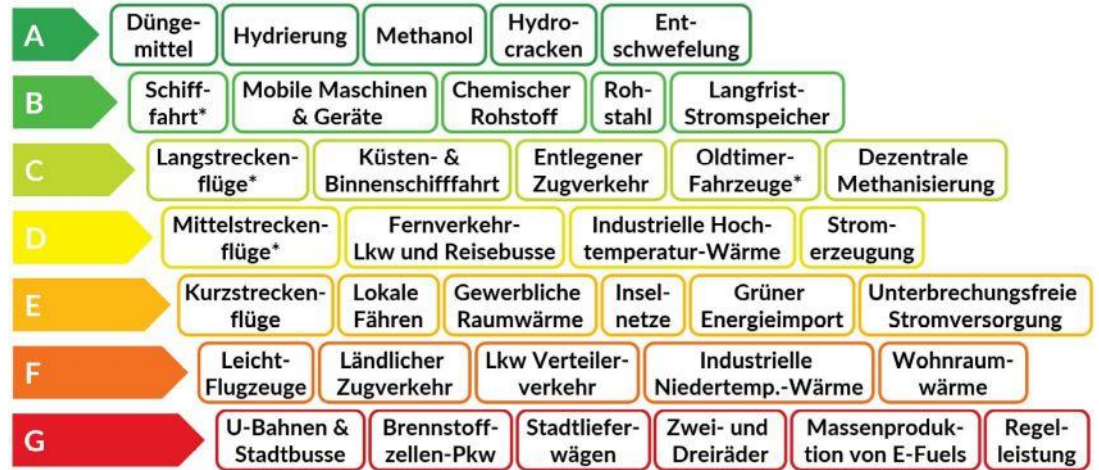 A
Dünge-
mittel
Hydrierung
Methanol
Hydro-
cracken
Ent-
schwefelung
B
Schiff-
fahrt*
Mobile Maschinen
& Geräte
Chemischer
Rohstoff
Roh-
stahl
Langfrist-
Stromspeicher
C
Langstrecken-
flüge*
Küsten- &
Binnenschifffahrt
Entlegener
Zugverkehr
Oldtimer-
Fahrzeuge*
Dezentrale
Methanisierung
D
Mittelstrecken-
flüge*
Fernverkehr-
Lkw und Reisebusse
Industrielle Hoch-
temperatur-Wärme
Strom-
erzeugung
E
Kurzstrecken-
flüge
Lokale
Fähren
Gewerbliche
Raumwärme
Insel-
netze
Grüner
Energieimport
Unterbrechungsfreie
Stromversorgung
F
Leicht-
Flugzeuge
Ländlicher
Zugverkehr
Lkw Verteiler-
verkehr
Industrielle
Niedertemp.-Wärme
Wohnraum-
wärme
G
U-Bahnen &
Stadtbusse
Brennstoff-
zellen-Pkw
Stadtliefer-
wägen
Zwei- und
Dreiräder
Massenproduk-
tion von E-Fuels
Regel-
leistung